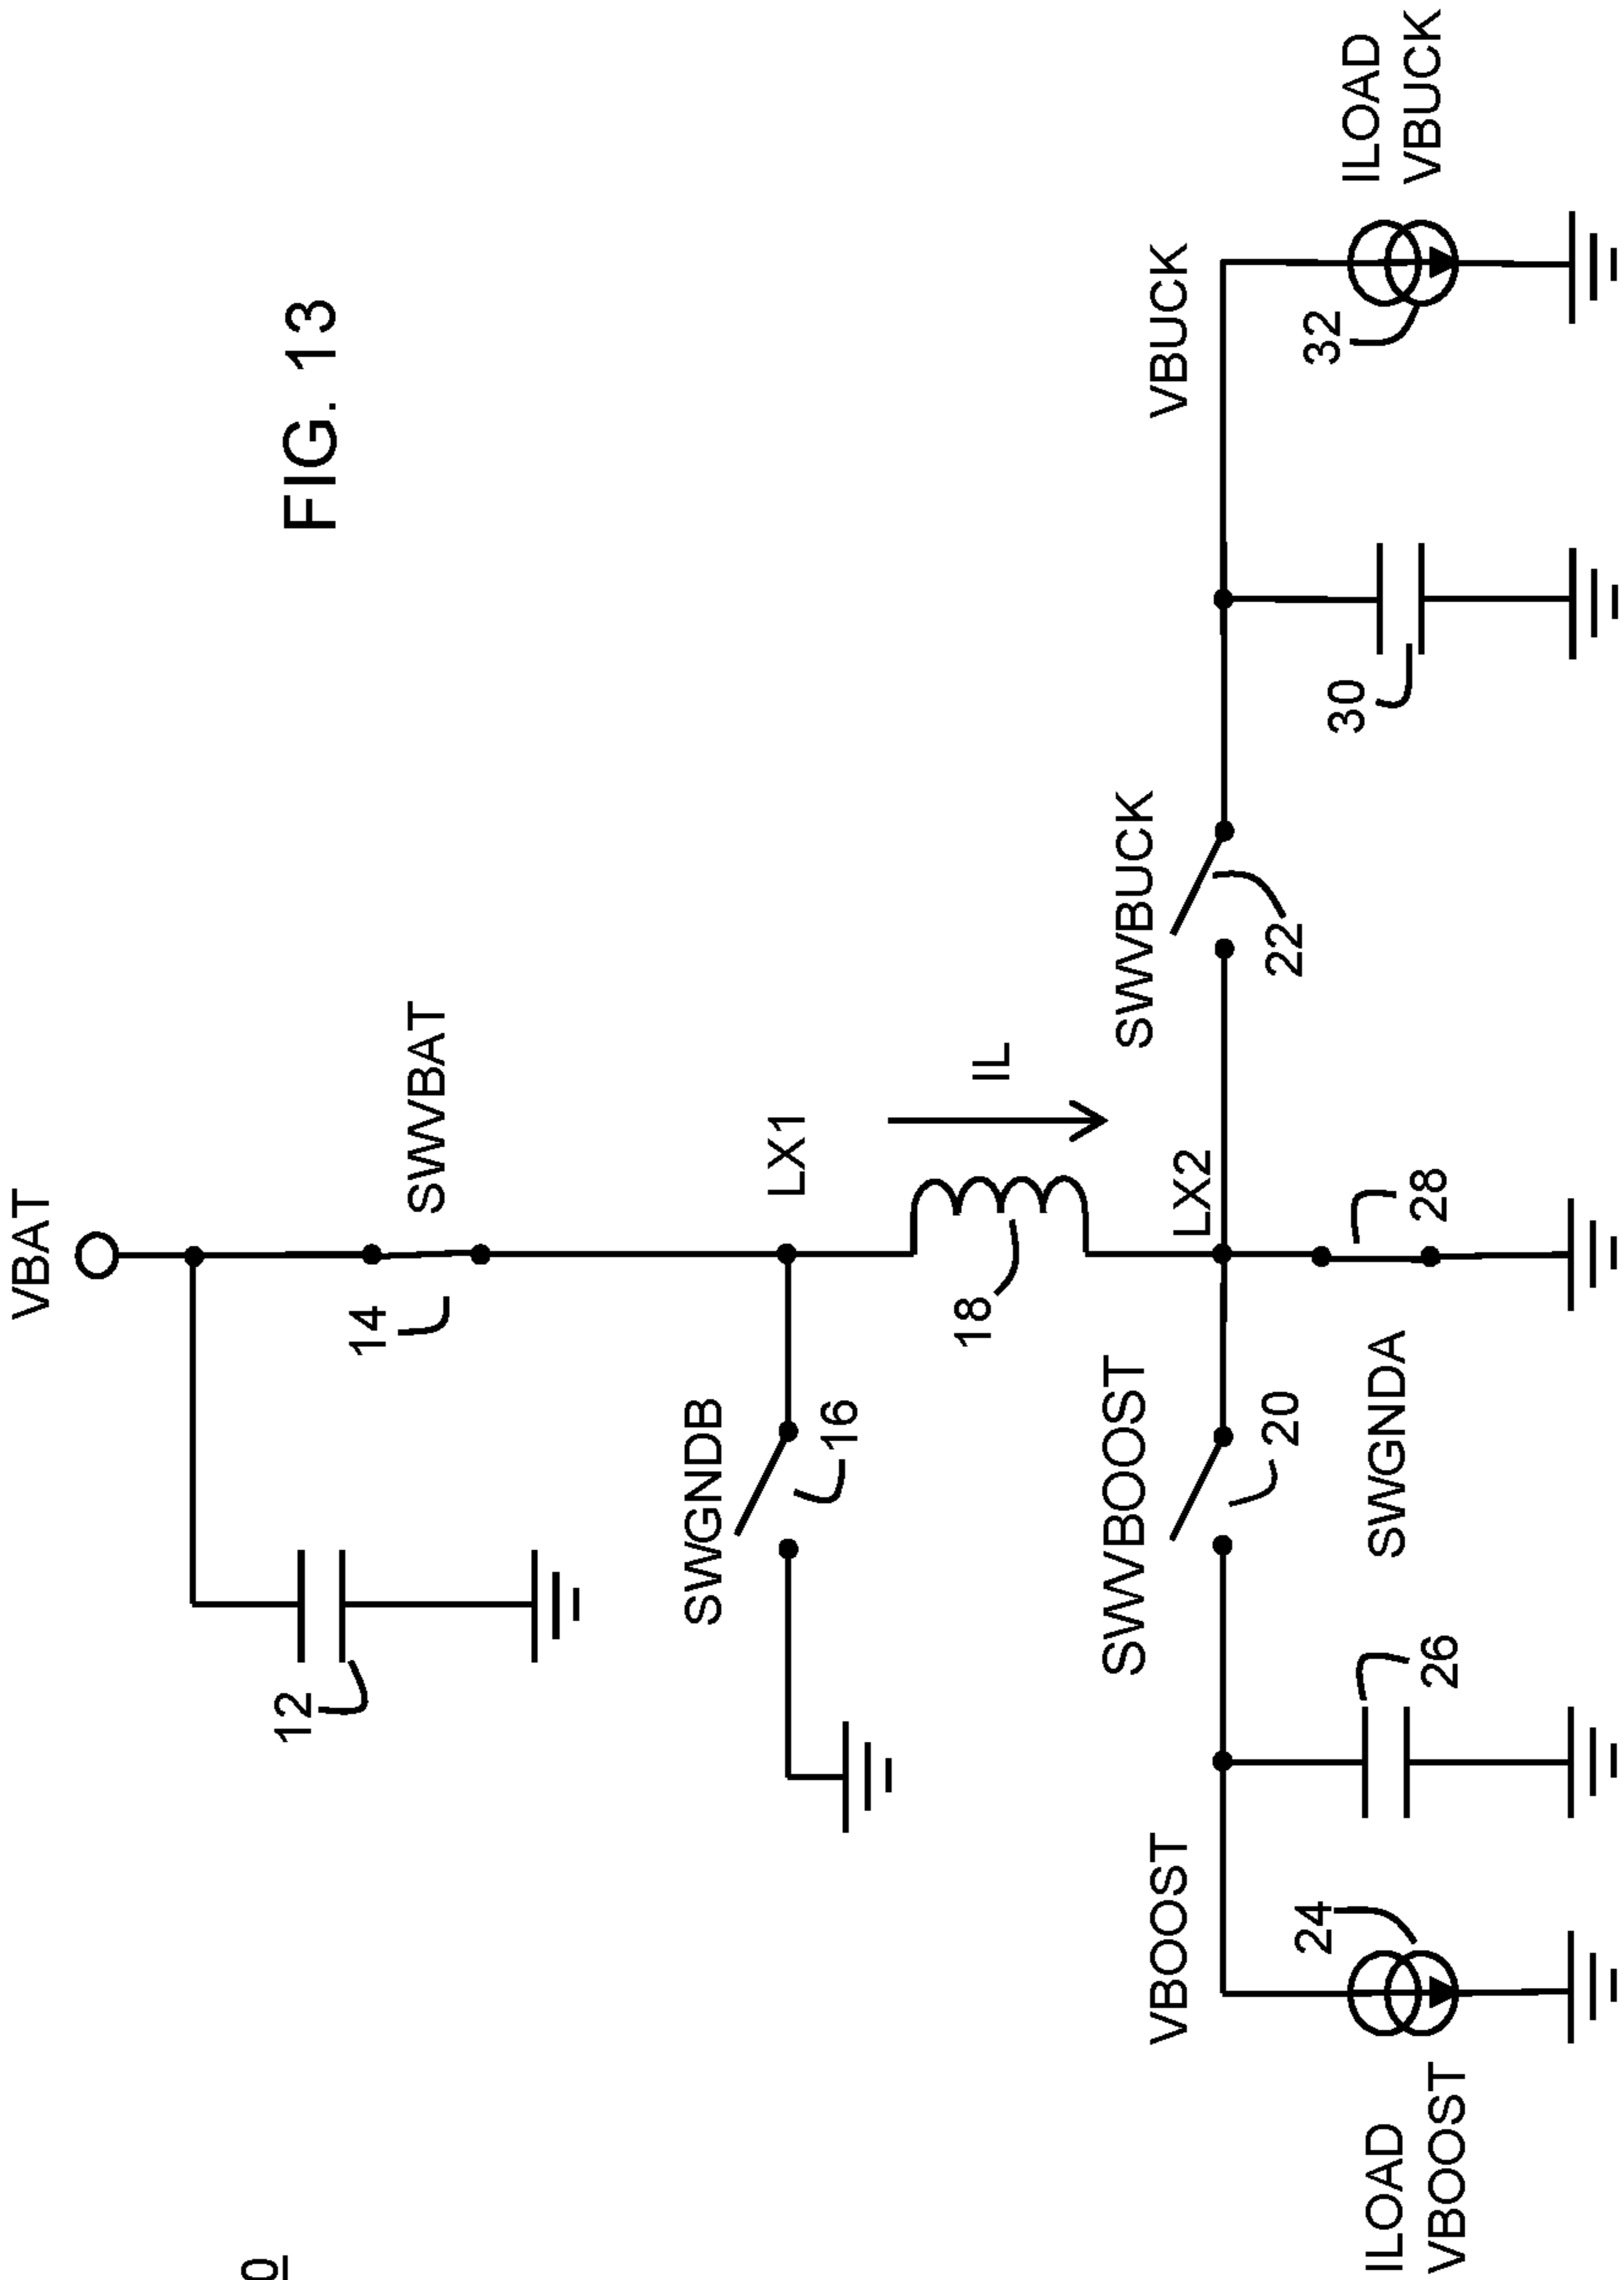 FIG. 13
0
VBAT
12
14
SWVBAT
SWGNDB
16
LX1
18
IL
VBOOST
SWVBOOST
LX2
SWVBUCK
VBUCK
24
20
22
32
ILOAD
VBOOST
26
SWGNDA
28
30
ILOAD
VBUCK